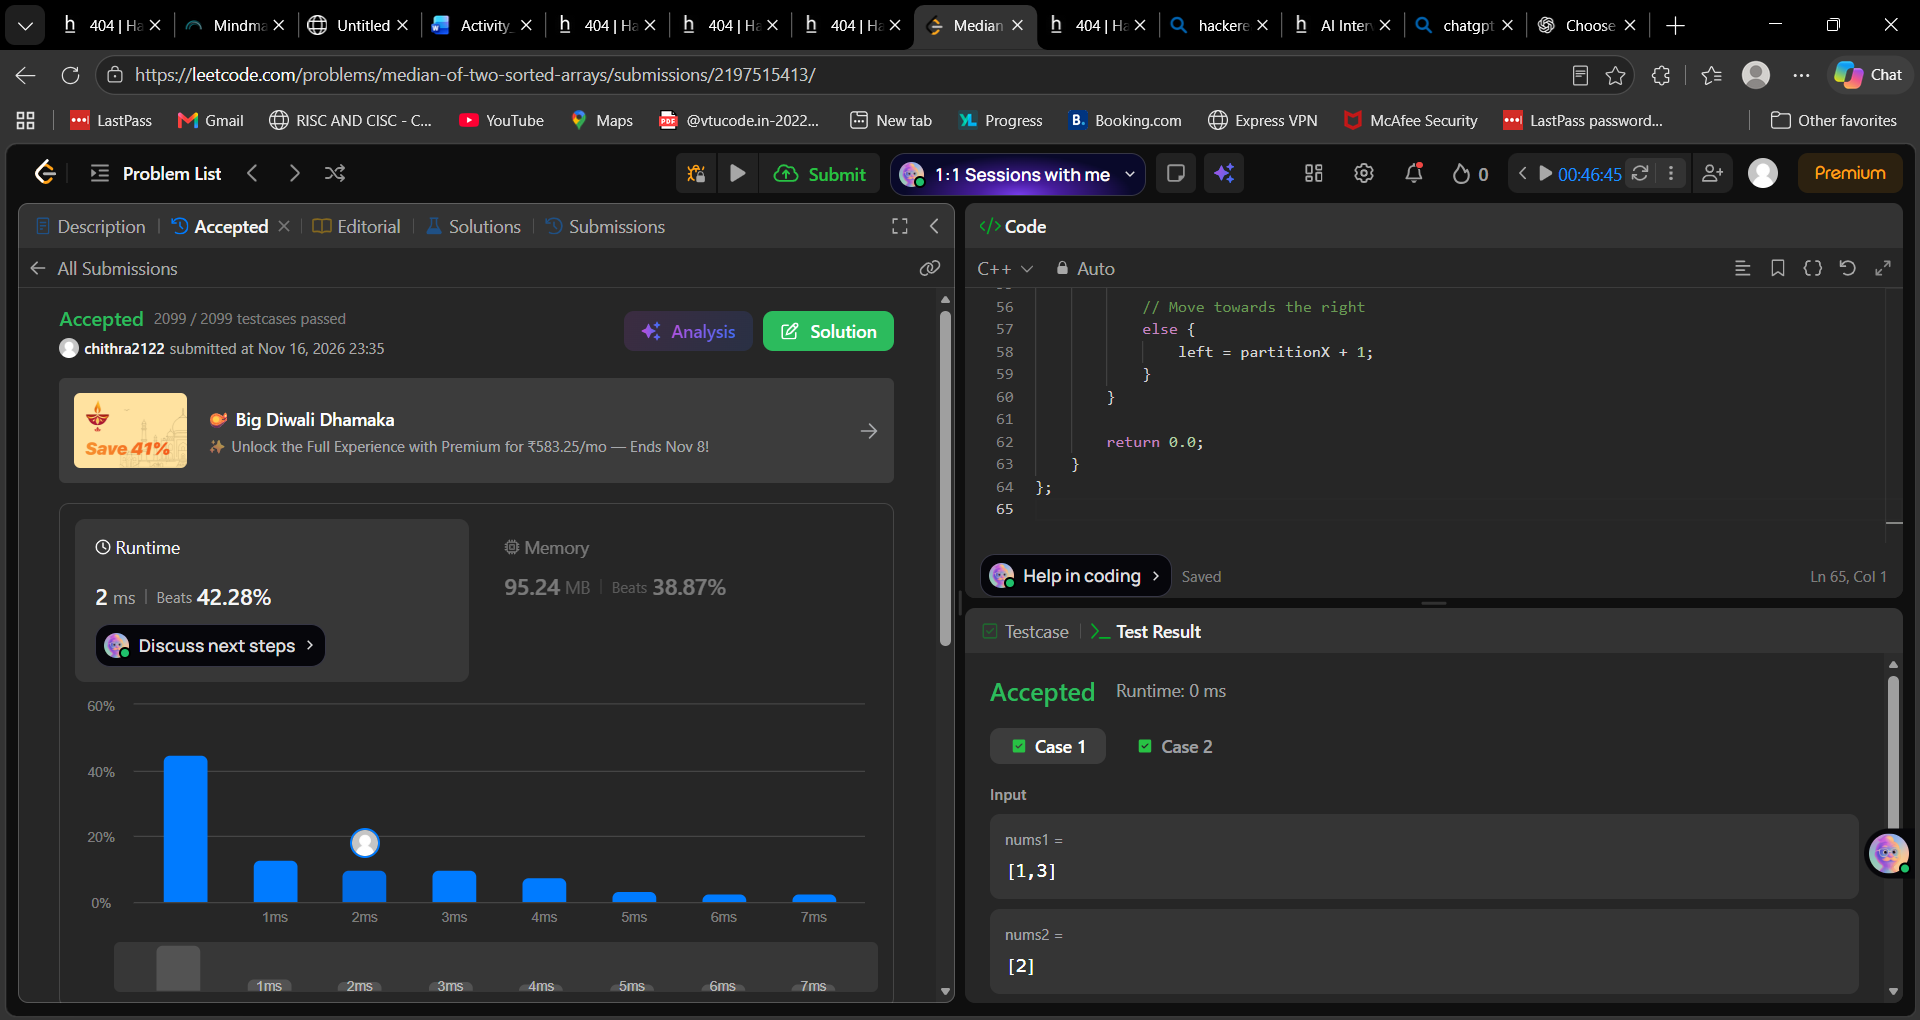 404 | Ha
Mindma
Untitled
Activity_
404 | Ha
404 | Ha
404 | Ha
Median
404 | Ha
hackere
AI Inter
chatgpt
Choose
https://leetcode.com/problems/median-of-two-sorted-arrays/submissions/2197515413/
Chat
LastPass
Gmail
RISC AND CISC - C...
YouTube
Maps
@vtucode.in-2022...
New tab
Progress
Booking.com
Express VPN
McAfee Security
LastPass password...
Other favorites
Problem List
Submit
1:1 Sessions with me
0
00:46:45
Premium
Description
Accepted
Editorial
Solutions
Submissions
All Submissions
Accepted 2099 / 2099 testcases passed
chithra2122 submitted at Nov 16, 2026 23:35
Analysis
Solution
Save 41%
Big Diwali Dhamaka
Unlock the Full Experience with Premium for ₹583.25/mo — Ends Nov 8!
Runtime
2 ms | Beats 42.28%
Discuss next steps
Memory
95.24 MB | Beats 38.87%
60%
40%
20%
0%
1ms 2ms 3ms 4ms 5ms 6ms 7ms
1ms 2ms 3ms 4ms 5ms 6ms 7ms
</> Code
C++
Auto
56 // Move towards the right
57 else {
58 left = partitionX + 1;
59 }
60 }
61
62 return 0.0;
63 }
64 };
65
Help in coding
Saved
Ln 65, Col 1
Testcase
Test Result
Accepted Runtime: 0 ms
Case 1
Case 2
Input
nums1 =
[1,3]
nums2 =
[2]